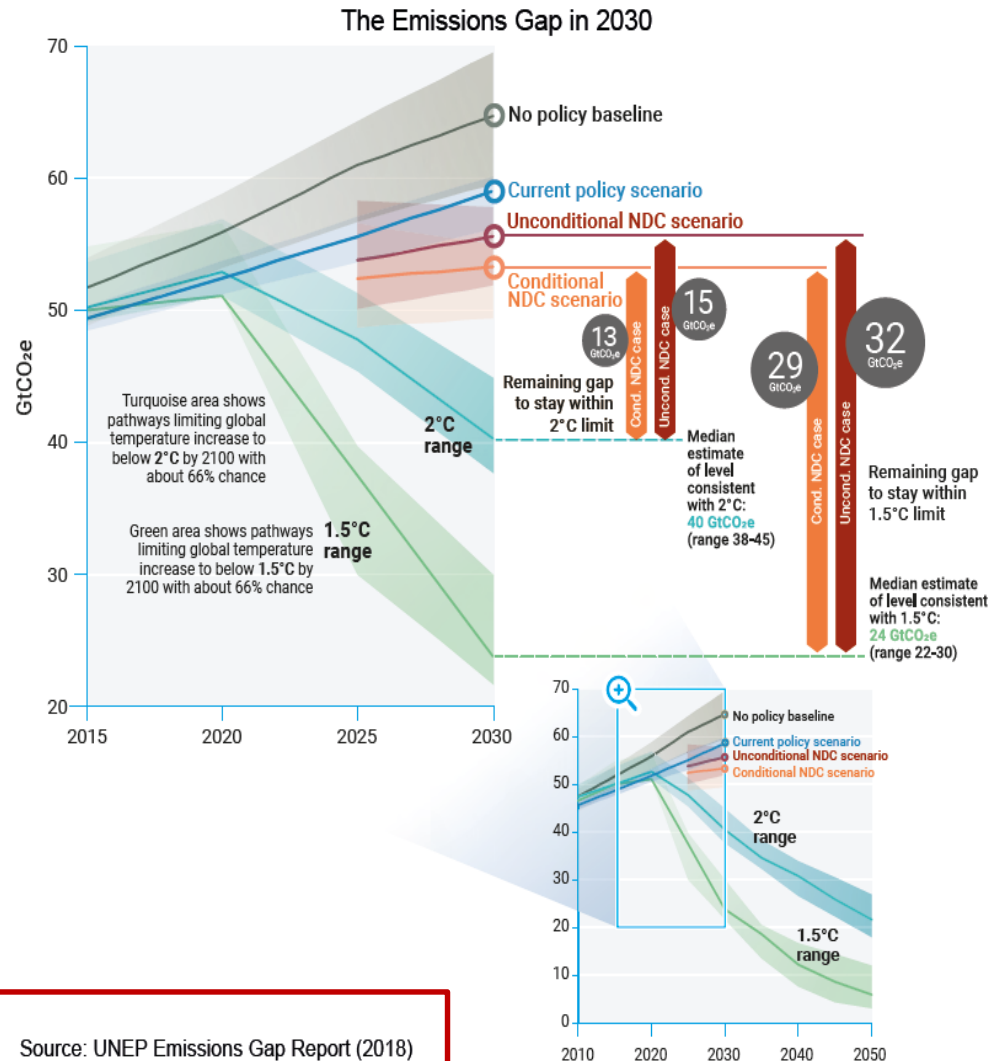 The Emissions Gap in 2030
GtCO₂e
70
60
50
40
30
20
2015
2020
2025
2030
No policy baseline
Current policy scenario
Unconditional NDC scenario
Conditional
NDC scenario
Turquoise area shows
pathways limiting global
temperature increase to
below 2°C by 2100 with
about 66% chance
Green area shows pathways
limiting global temperature
increase to below 1.5°C by
2100 with about 66% chance
2°C
range
1.5°C
range
13
GtCO₂e
15
GtCO₂e
Cond. NDC case
Uncond. NDC case
Remaining gap
to stay within
2°C limit
Median
estimate
of level
consistent
with 2°C:
40 GtCO₂e
(range 38-45)
29
GtCO₂e
32
GtCO₂e
Cond. NDC case
Uncond. NDC case
Remaining gap
to stay within
1.5°C limit
Median estimate
of level consistent
with 1.5°C:
24 GtCO₂e
(range 22-30)
70
60
50
40
30
20
10
0
2010
2020
2030
2040
2050
No policy baseline
Current policy scenario
Unconditional NDC scenario
Conditional NDC scenario
2°C
range
1.5°C
range
Source: UNEP Emissions Gap Report (2018)